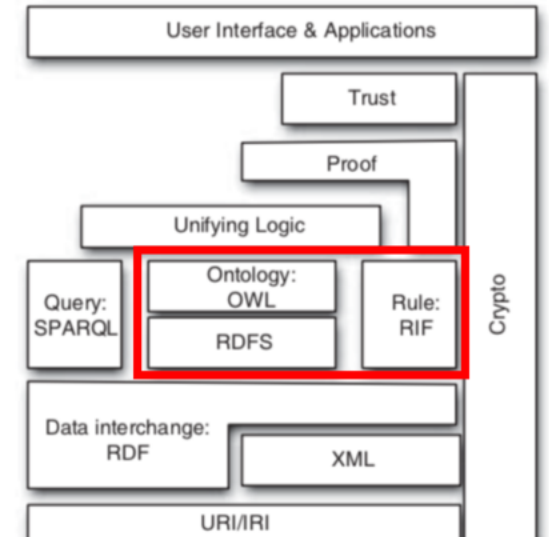 User Interface & Applications
Trust
Proof
Unifying Logic
Ontology:
OWL
Query:
SPARQL
RDFS
Rule:
RIF
Crypto
Data interchange:
RDF
XML
URI/IRI